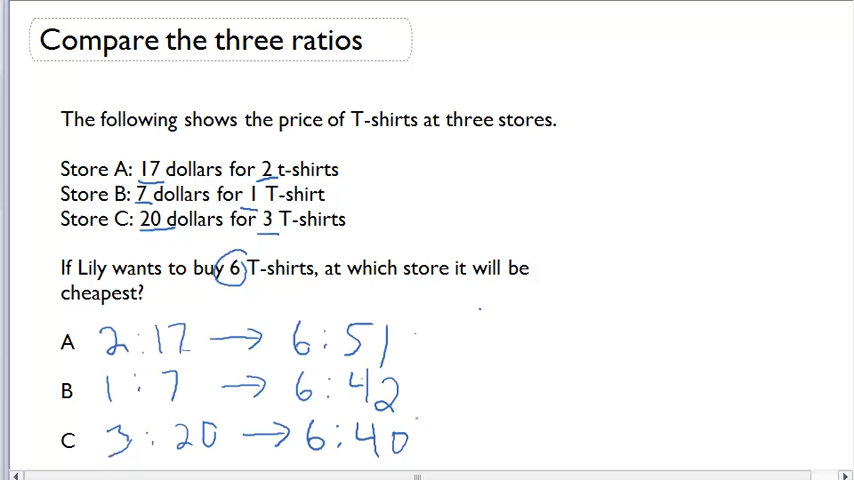 Compare the three ratios
The following shows the price of T-shirts at three stores.
Store A: 17 dollars for 2 t-shirts
Store B: 7 dollars for 1 T-shirt
Store C: 20 dollars for 3 T-shirts
If Lily wants to buy 6 T-shirts, at which store it will be
cheapest?
A 2:17 → 6:51
B 1:7 → 6:42
C 3:20 → 6:40